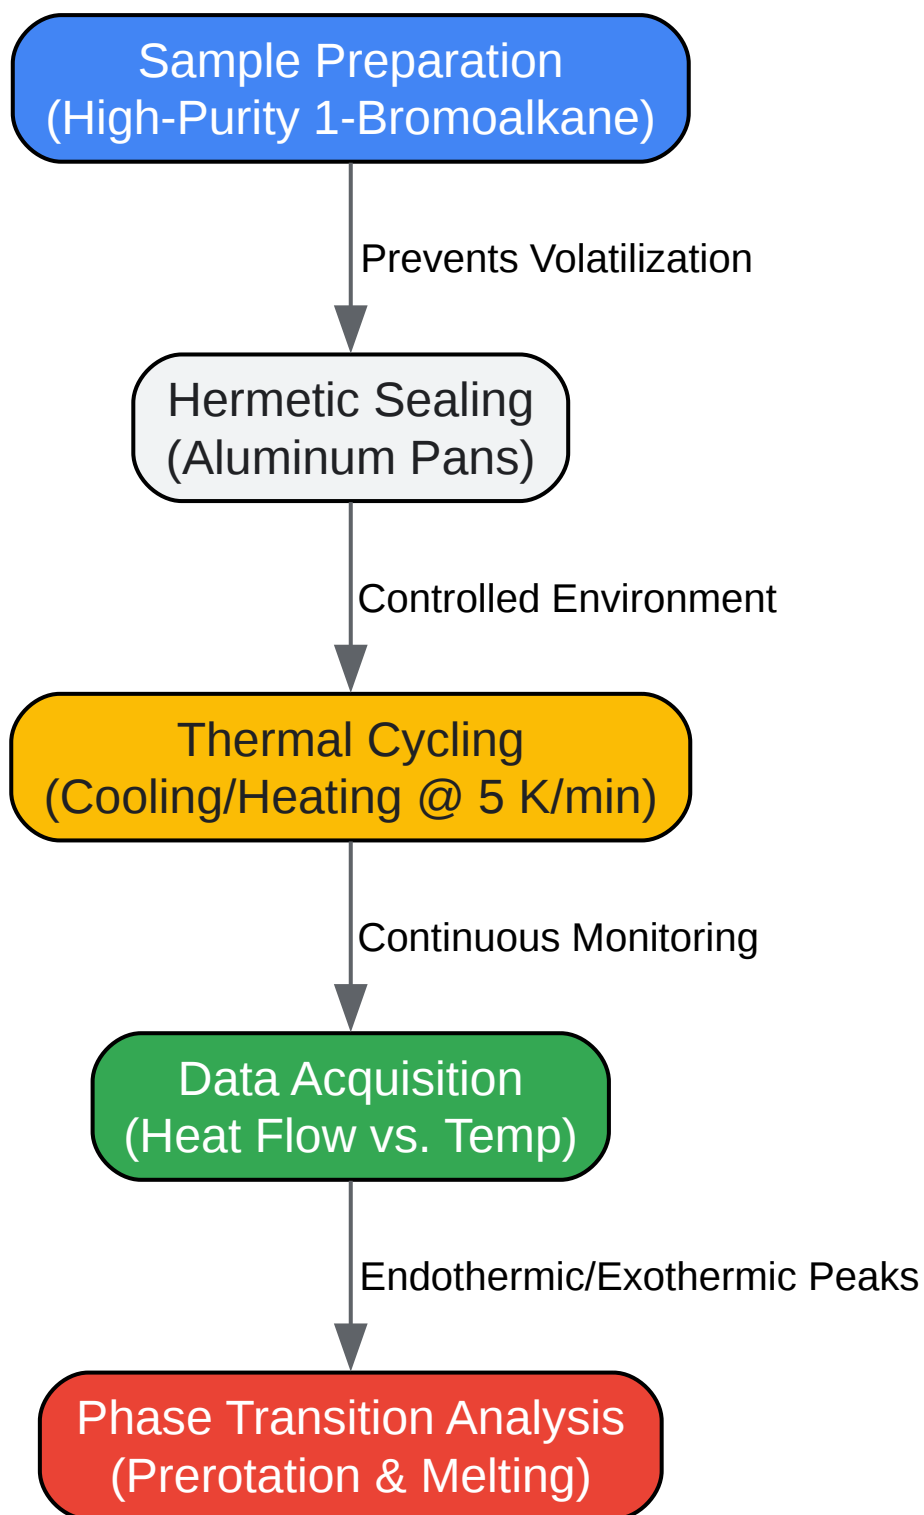 Sample Preparation
(High-Purity 1-Bromoalkane)
Prevents Volatilization
Hermetic Sealing
(Aluminum Pans)
Controlled Environment
Thermal Cycling
(Cooling/Heating @ 5 K/min)
Continuous Monitoring
Data Acquisition
(Heat Flow vs. Temp)
Endothermic/Exothermic Peaks
Phase Transition Analysis
(Prerotation & Melting)